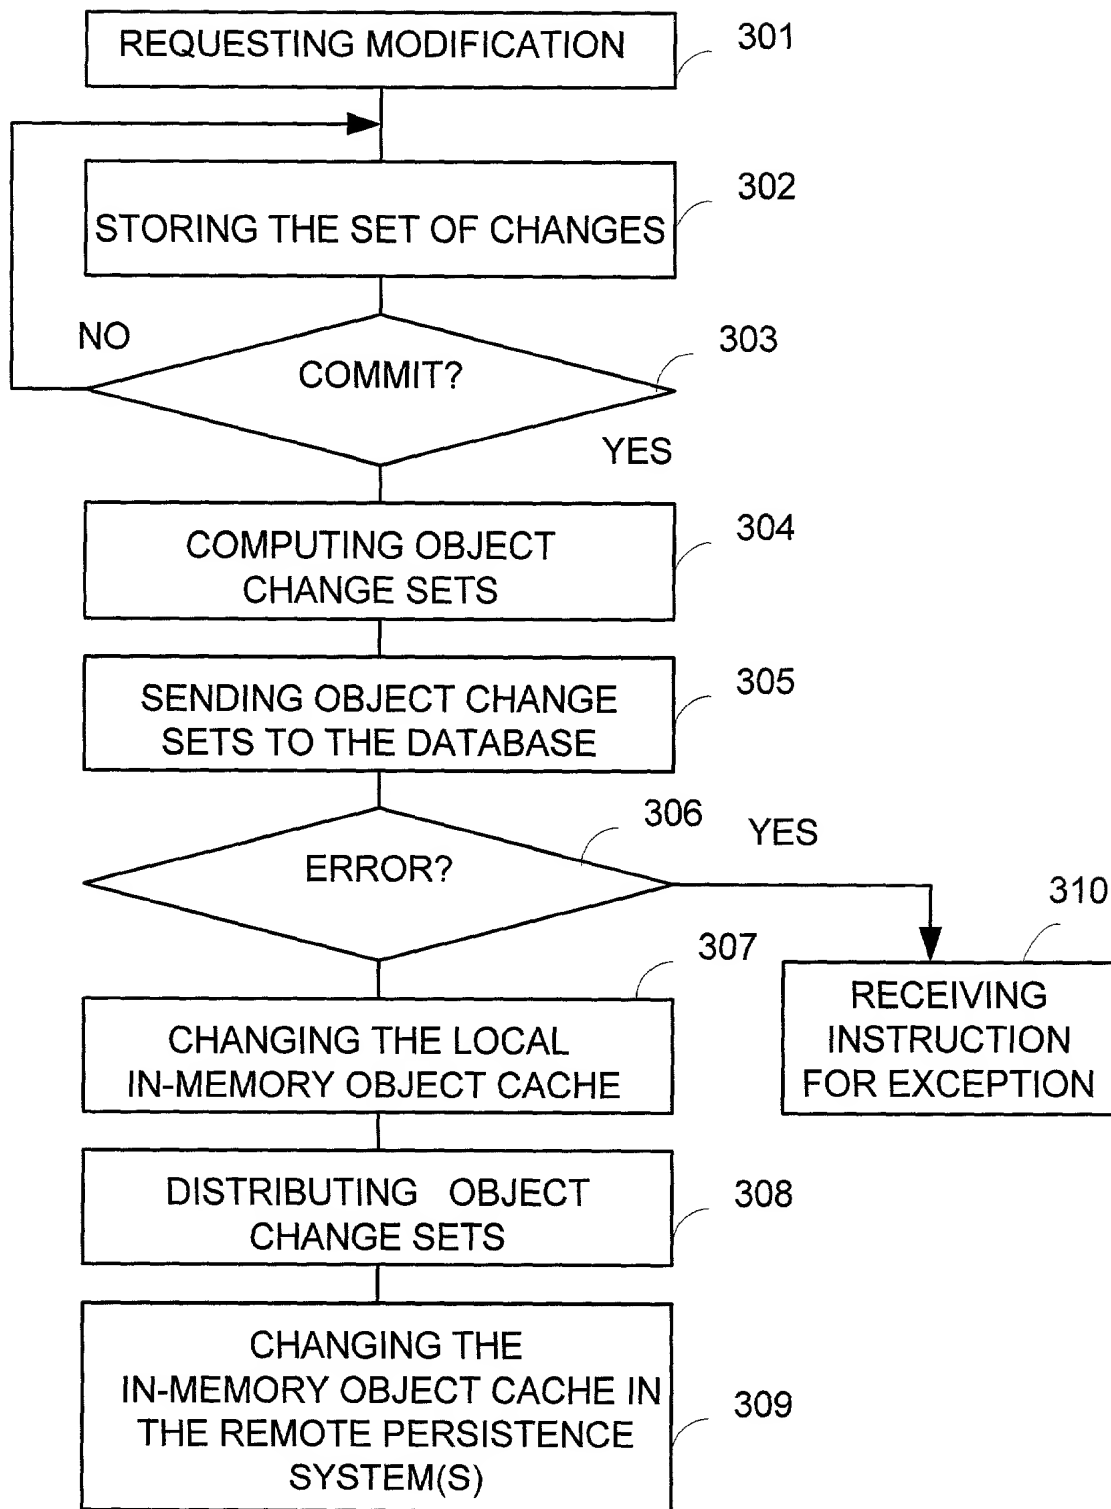 REQUESTING MODIFICATION
301
302
STORING THE SET OF CHANGES
NO
303
COMMIT?
YES
304
COMPUTING OBJECT
CHANGE SETS
305
SENDING OBJECT CHANGE
SETS TO THE DATABASE
306
YES
ERROR?
310
307
RECEIVING
INSTRUCTION
FOR EXCEPTION
CHANGING THE LOCAL
IN-MEMORY OBJECT CACHE
308
DISTRIBUTING OBJECT
CHANGE SETS
CHANGING THE
IN-MEMORY OBJECT CACHE IN
THE REMOTE PERSISTENCE
SYSTEM(S)
309